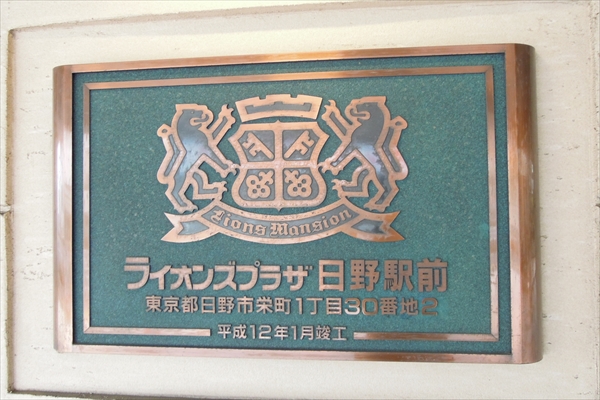 Lions Mansion
ライオンズプラザ日野駅前
東京都日野市栄町1丁目30番地2
平成12年1月竣工